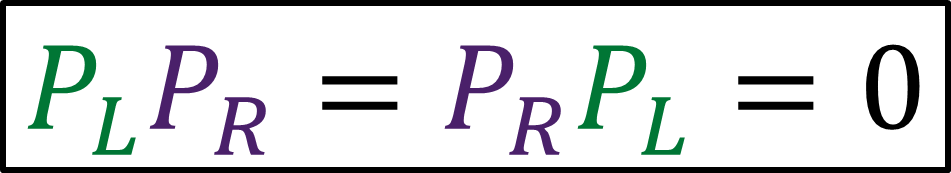 P_L P_R = P_R P_L = 0